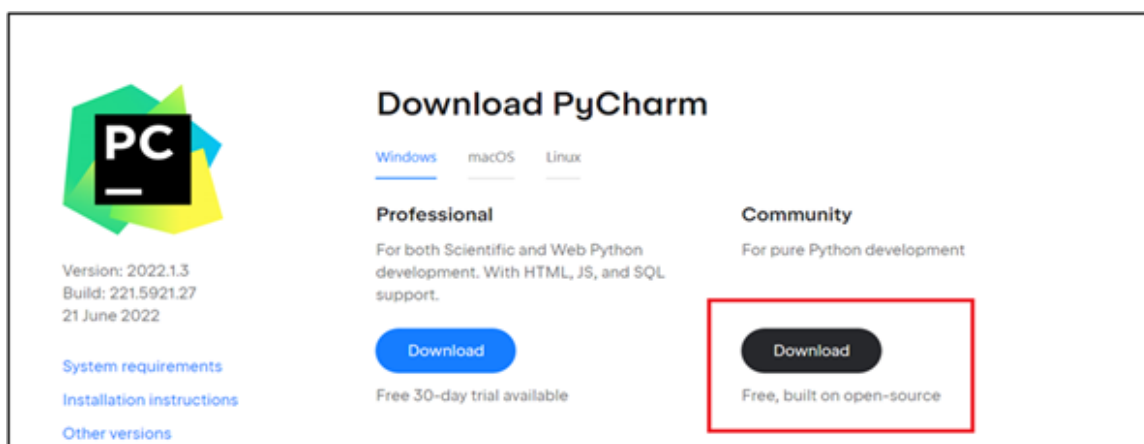 PC
Version: 2022.1.3
Build: 221.5921.27
21 June 2022
System requirements
Installation instructions
Other versions
Download PyCharm
Windows macOS Linux
Professional
For both Scientific and Web Python
development. With HTML, JS, and SQL
support.
Download
Free 30-day trial available
Community
For pure Python development
Download
Free, built on open-source